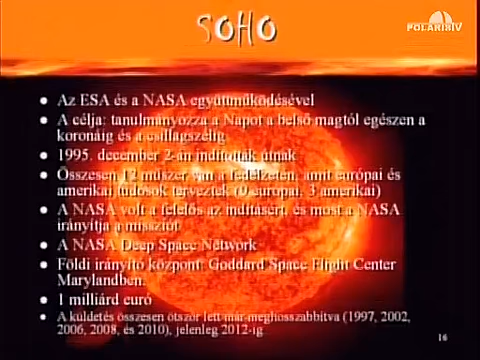 SOHO
POLARISTV
Az ESA és a NASA együttműködésével
A célja: tanulmányozza a Napot a belső magtól egészen a
koronáig és a csillagszélig
1995. december 2-án indították útnak
Összesen 12 műszer van a fedélzetén, amit európai és
amerikai tudósok terveztek (9 európai, 3 amerikai)
A NASA volt a felelős az indításért, és most a NASA
irányítja a missziót
A NASA Deep Space Network
Földi irányító központ: Goddard Space Flight Center
Marylandben.
1 milliárd euró
A küldetés összesen ötször lett már meghosszabbítva (1997, 2002,
2006, 2008, és 2010), jelenleg 2012-ig
16